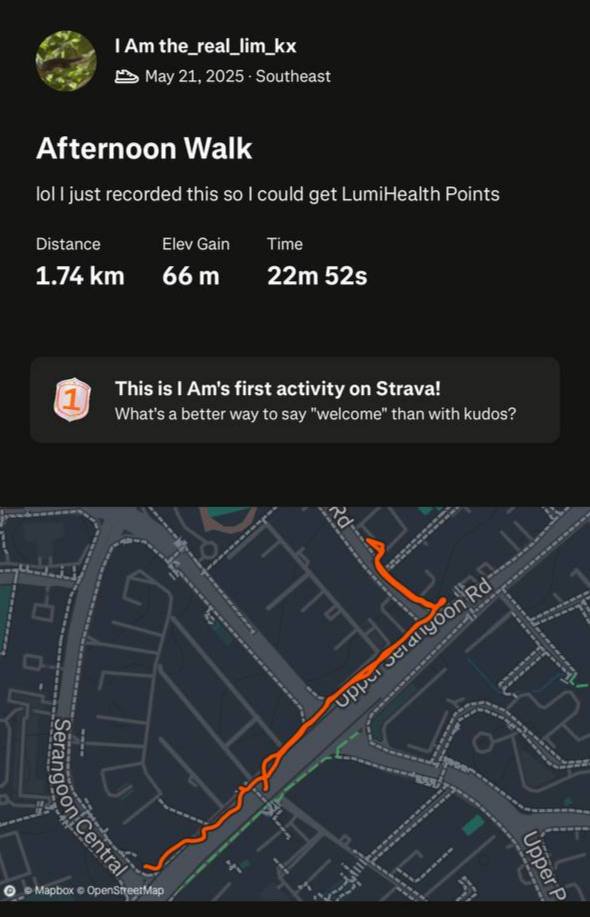 I Am the_real_lim_kx
May 21, 2025 · Southeast
Afternoon Walk
lol I just recorded this so I could get LumiHealth Points
Distance Elev Gain Time
1.74 km 66 m 22m 52s
1
This is I Am's first activity on Strava!
What's a better way to say "welcome" than with kudos?
Rd
Upper Serangoon Rd
Serangoon Central
Upper P
© Mapbox © OpenStreetMap